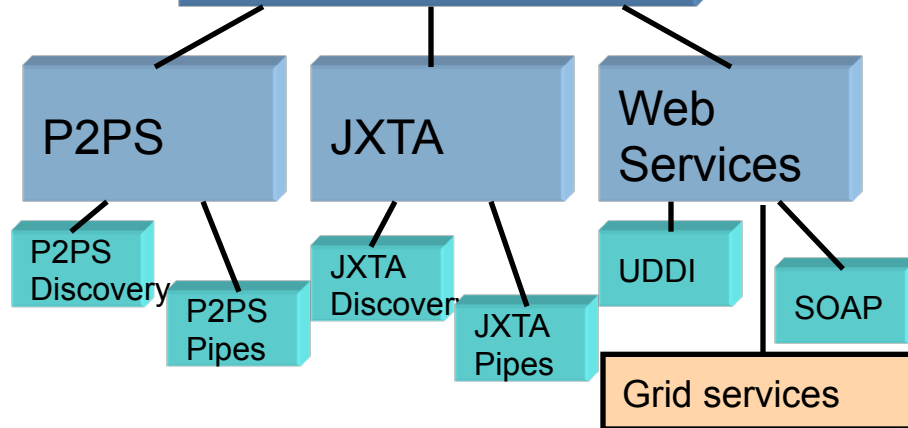 P2PS
JXTA
Web
Services
P2PS
Discovery
P2PS
Pipes
JXTA
Discovery
JXTA
Pipes
UDDI
SOAP
Grid services